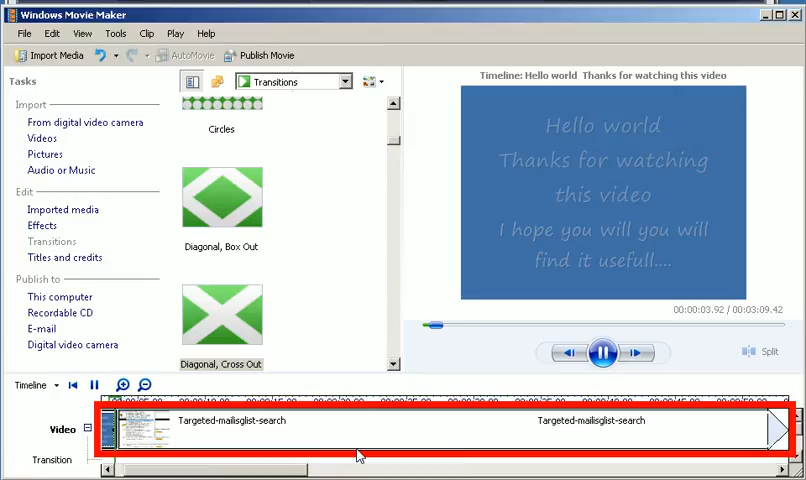 Windows Movie Maker
File Edit View Tools Clip Play Help
Import Media AutoMovie Publish Movie
Tasks
Transitions
Timeline: Hello world Thanks for watching this video
Import
From digital video camera
Videos
Pictures
Audio or Music
Edit
Imported media
Effects
Transitions
Titles and credits
Publish to
This computer
Recordable CD
E-mail
Digital video camera
Circles
Diagonal, Box Out
Diagonal, Cross Out
Hello world
Thanks for watching
this video
I hope you will you will
find it usefull....
00:00:03.92 / 00:03:09.42
Split
Timeline
Video
Targeted-mailisglist-search Targeted-mailisglist-search
Transition